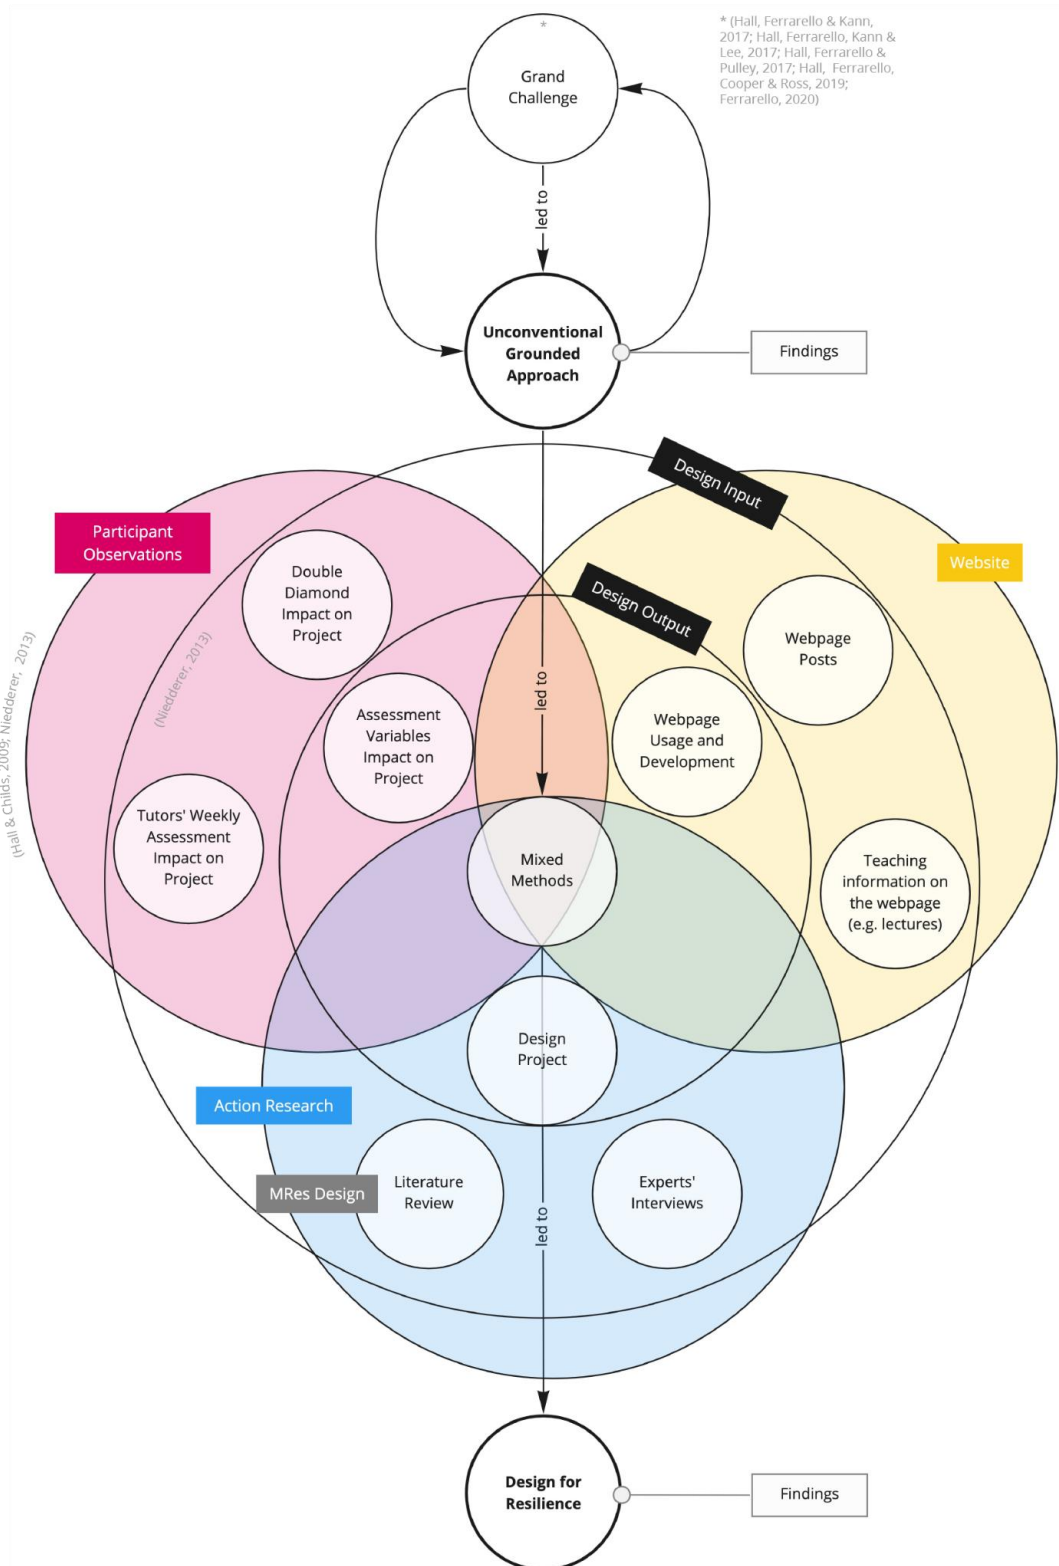 *
Grand
Challenge
* (Hall, Ferrarello & Kann,
2017; Hall, Ferrarello, Kann &
Lee, 2017; Hall, Ferrarello &
Pulley, 2017; Hall, Ferrarello,
Cooper & Ross, 2019;
Ferrarello, 2020)
led to
Unconventional
Grounded
Approach
Findings
Design Input
Participant
Observations
Website
Double
Diamond
Impact on
Project
Design Output
Webpage
Posts
(Hall & Childs, 2009; Niedderer, 2013)
(Niedderer, 2013)
led to
Assessment
Variables
Impact on
Project
Webpage
Usage and
Development
Tutors' Weekly
Assessment
Impact on
Project
Mixed
Methods
Teaching
information on
the webpage
(e.g. lectures)
Design
Project
Action Research
MRes Design
Literature
Review
Experts'
Interviews
led to
Design for
Resilience
Findings